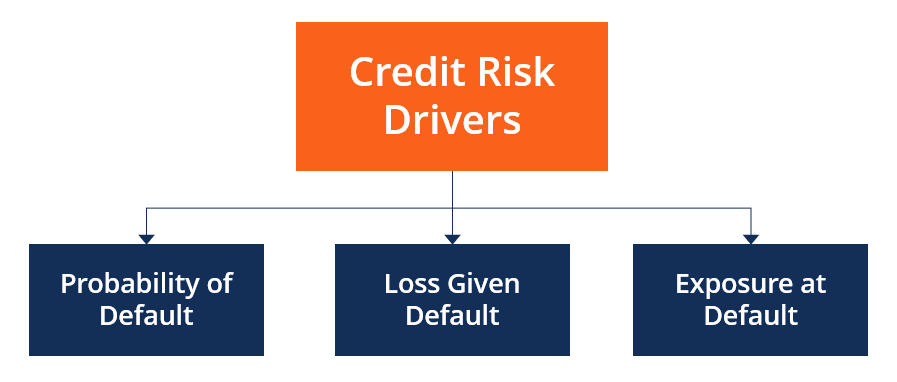 Credit Risk
Drivers
Probability of
Default
Loss Given
Default
Exposure at
Default